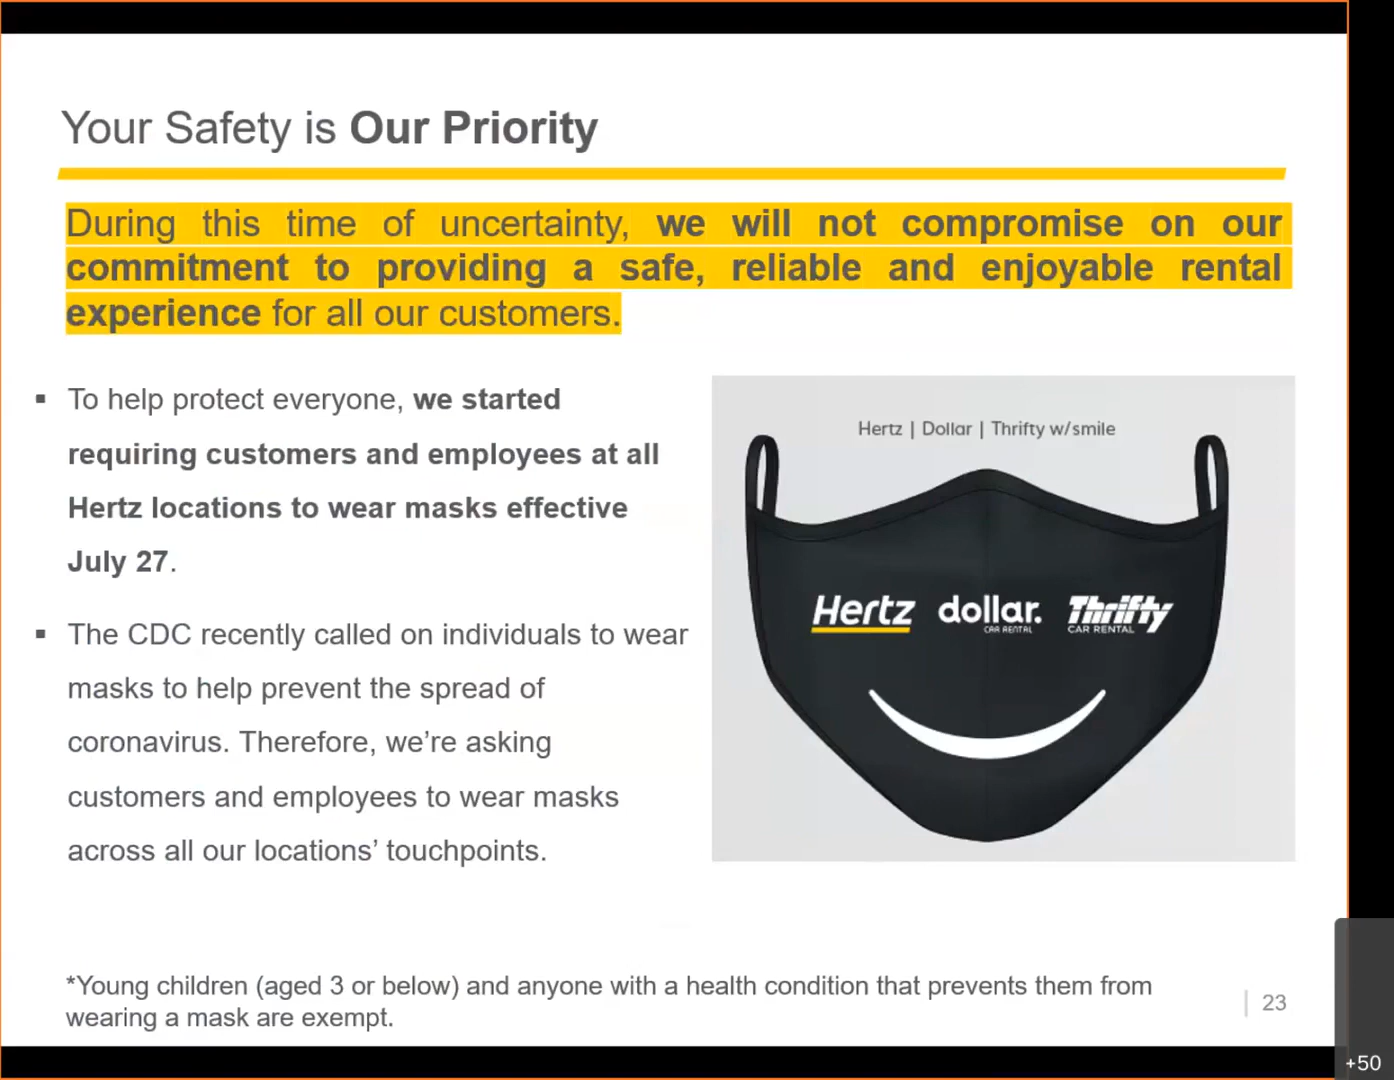 Your Safety is Our Priority
During this time of uncertainty, we will not compromise on our
commitment to providing a safe, reliable and enjoyable rental
experience for all our customers.
▪ To help protect everyone, we started
requiring customers and employees at all
Hertz locations to wear masks effective
July 27.
▪ The CDC recently called on individuals to wear
masks to help prevent the spread of
coronavirus. Therefore, we’re asking
customers and employees to wear masks
across all our locations’ touchpoints.
Hertz | Dollar | Thrifty w/smile
Hertz dollar. Thrifty
CAR RENTAL CAR RENTAL
*Young children (aged 3 or below) and anyone with a health condition that prevents them from
wearing a mask are exempt.
23
+50